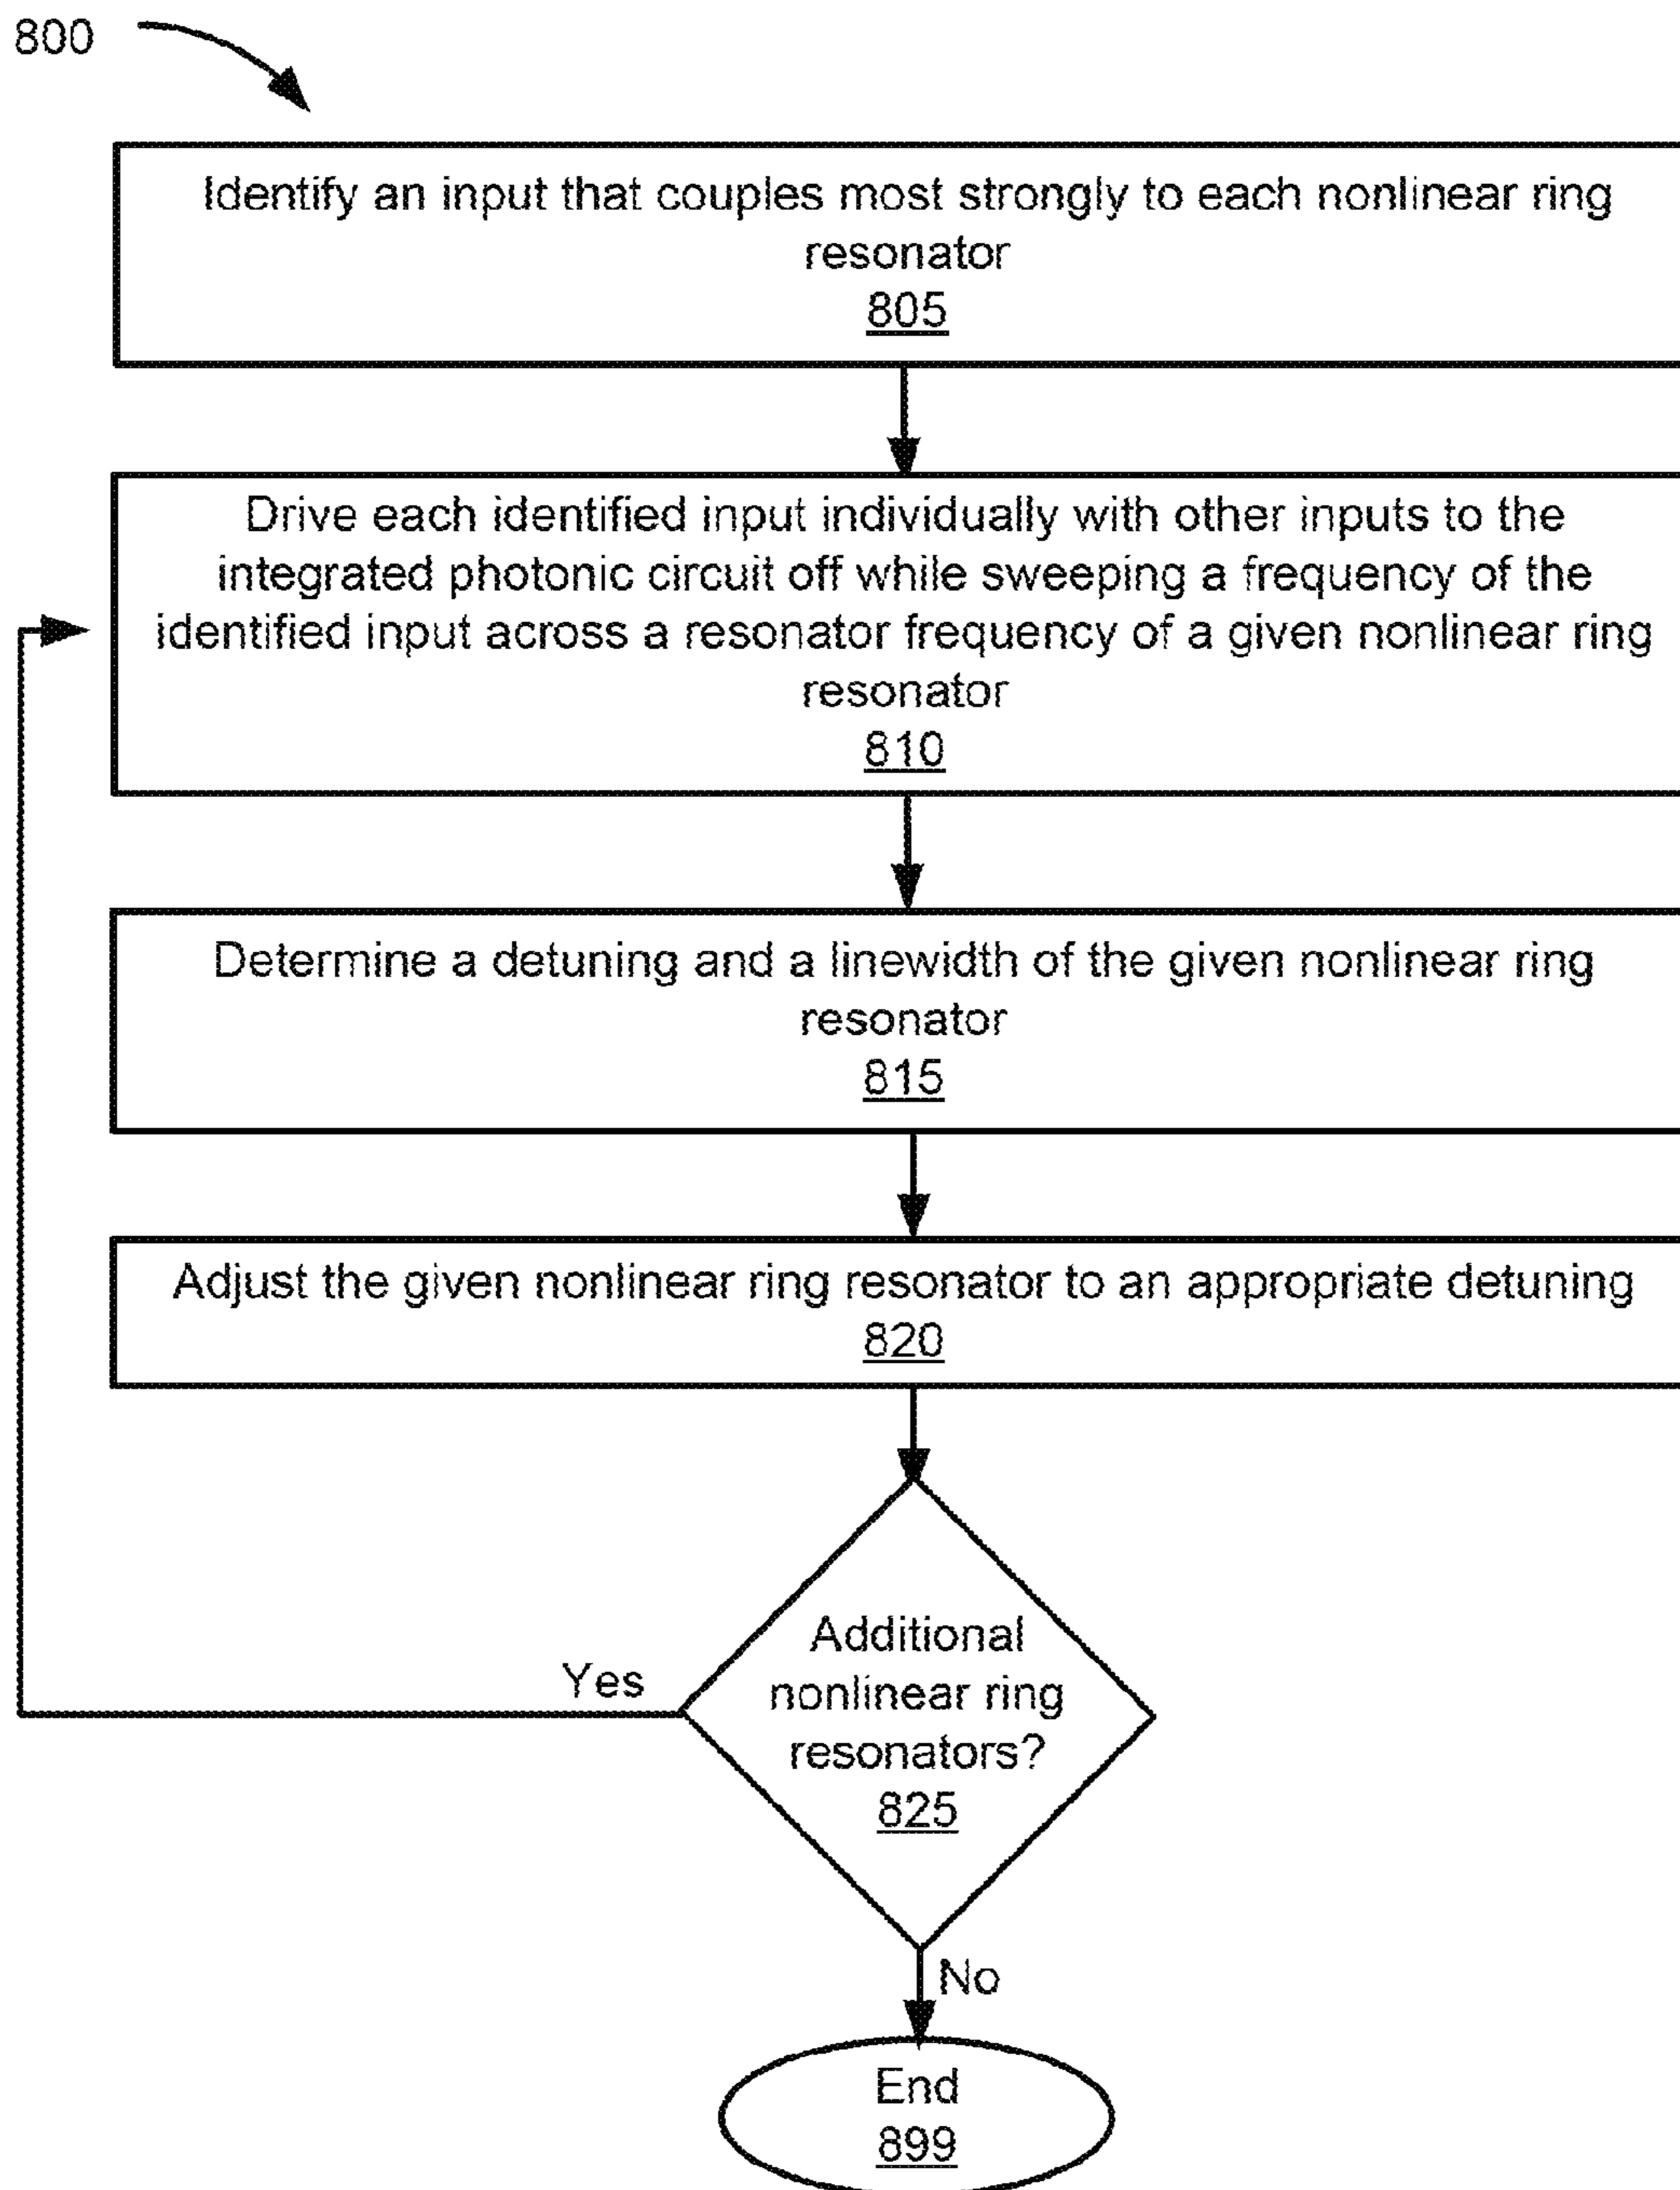 800
Identify an input that couples most strongly to each nonlinear ring
resonator
805
Drive each identified input individually with other inputs to the
integrated photonic circuit off while sweeping a frequency of the
identified input across a resonator frequency of a given nonlinear ring
resonator
810
Determine a detuning and a linewidth of the given nonlinear ring
resonator
815
Adjust the given nonlinear ring resonator to an appropriate detuning
820
Additional
nonlinear ring
resonators?
825
Yes
No
End
899